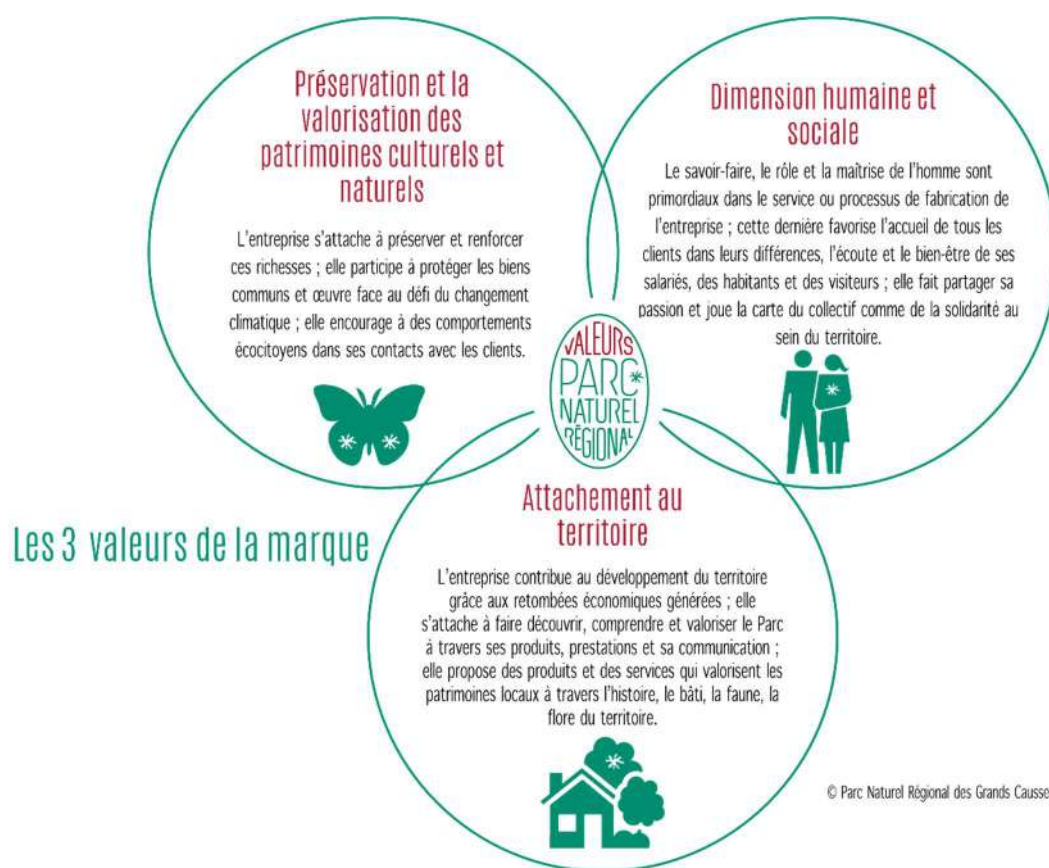 Préservation et la
valorisation des
patrimoines culturels et
naturels
L'entreprise s'attache à préserver et renforcer
ces richesses ; elle participe à protéger les biens
communs et œuvre face au défi du changement
climatique ; elle encourage à des comportements
écocitoyens dans ses contacts avec les clients.
Dimension humaine et
sociale
Le savoir-faire, le rôle et la maîtrise de l'homme sont
primordiaux dans le service ou processus de fabrication de
l'entreprise ; cette dernière favorise l'accueil de tous les
clients dans leurs différences, l'écoute et le bien-être de ses
salariés, des habitants et des visiteurs ; elle fait partager sa
passion et joue la carte du collectif comme de la solidarité au
sein du territoire.
VALEURS
PARC
NATUREL
RÉGIONAL
Les 3 valeurs de la marque
Attachement au
territoire
L'entreprise contribue au développement du territoire
grâce aux retombées économiques générées ; elle
s'attache à faire découvrir, comprendre et valoriser le Parc
à travers ses produits, prestations et sa communication ;
elle propose des produits et des services qui valorisent les
patrimoines locaux à travers l'histoire, le bâti, la faune, la
flore du territoire.
© Parc Naturel Régional des Grands Causse